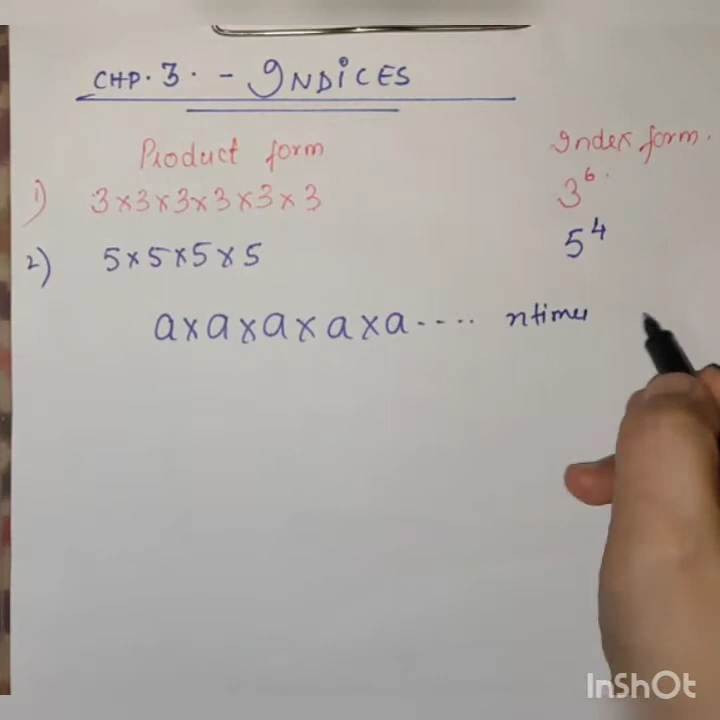 CHP. 3. - INDICES
Product form Index form.
1) 3×3×3×3×3×3 3⁶.
2) 5×5×5×5 5⁴
a×a×a×a×a.... n times
InShOt